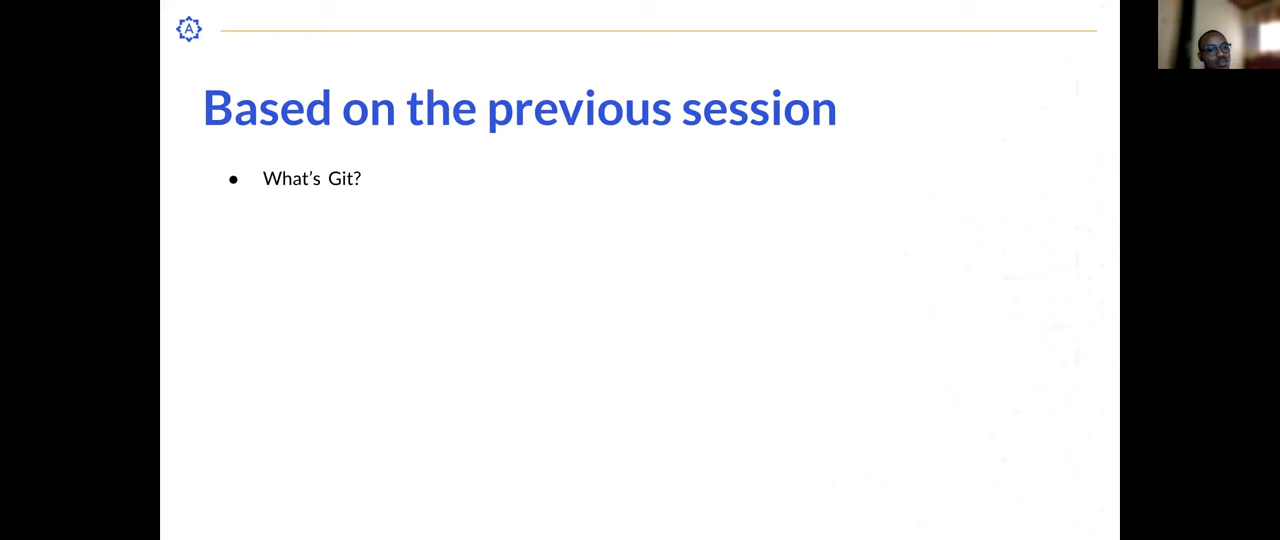 A
Based on the previous session
● What's Git?